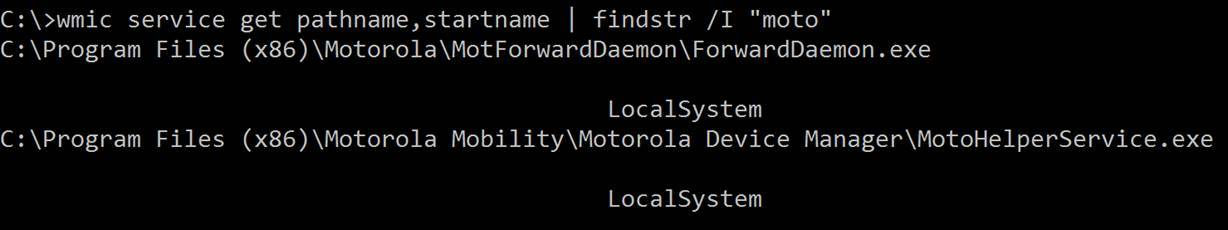 C:\>wmic service get pathname,startname | findstr /I "moto"
C:\Program Files (x86)\Motorola\MotForwardDaemon\ForwardDaemon.exe
LocalSystem
C:\Program Files (x86)\Motorola Mobility\Motorola Device Manager\MotoHelperService.exe
LocalSystem